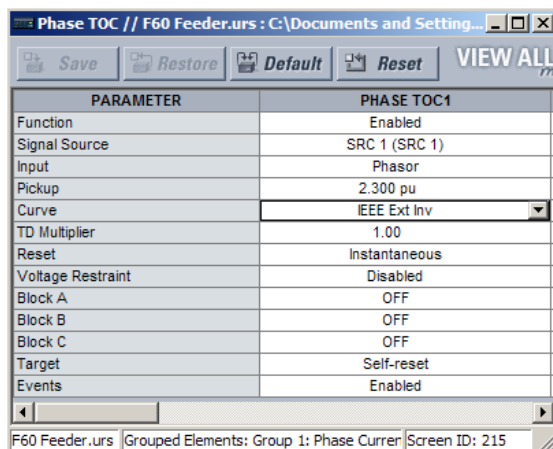 Phase TOC // F60 Feeder.urs : C:\Documents and Setting...
Save Restore Default Reset VIEW ALL
PARAMETER PHASE TOC1
Function Enabled
Signal Source SRC 1 (SRC 1)
Input Phasor
Pickup 2.300 pu
Curve IEEE Ext Inv
TD Multiplier 1.00
Reset Instantaneous
Voltage Restraint Disabled
Block A OFF
Block B OFF
Block C OFF
Target Self-reset
Events Enabled
F60 Feeder.urs Grouped Elements: Group 1: Phase Curren Screen ID: 215